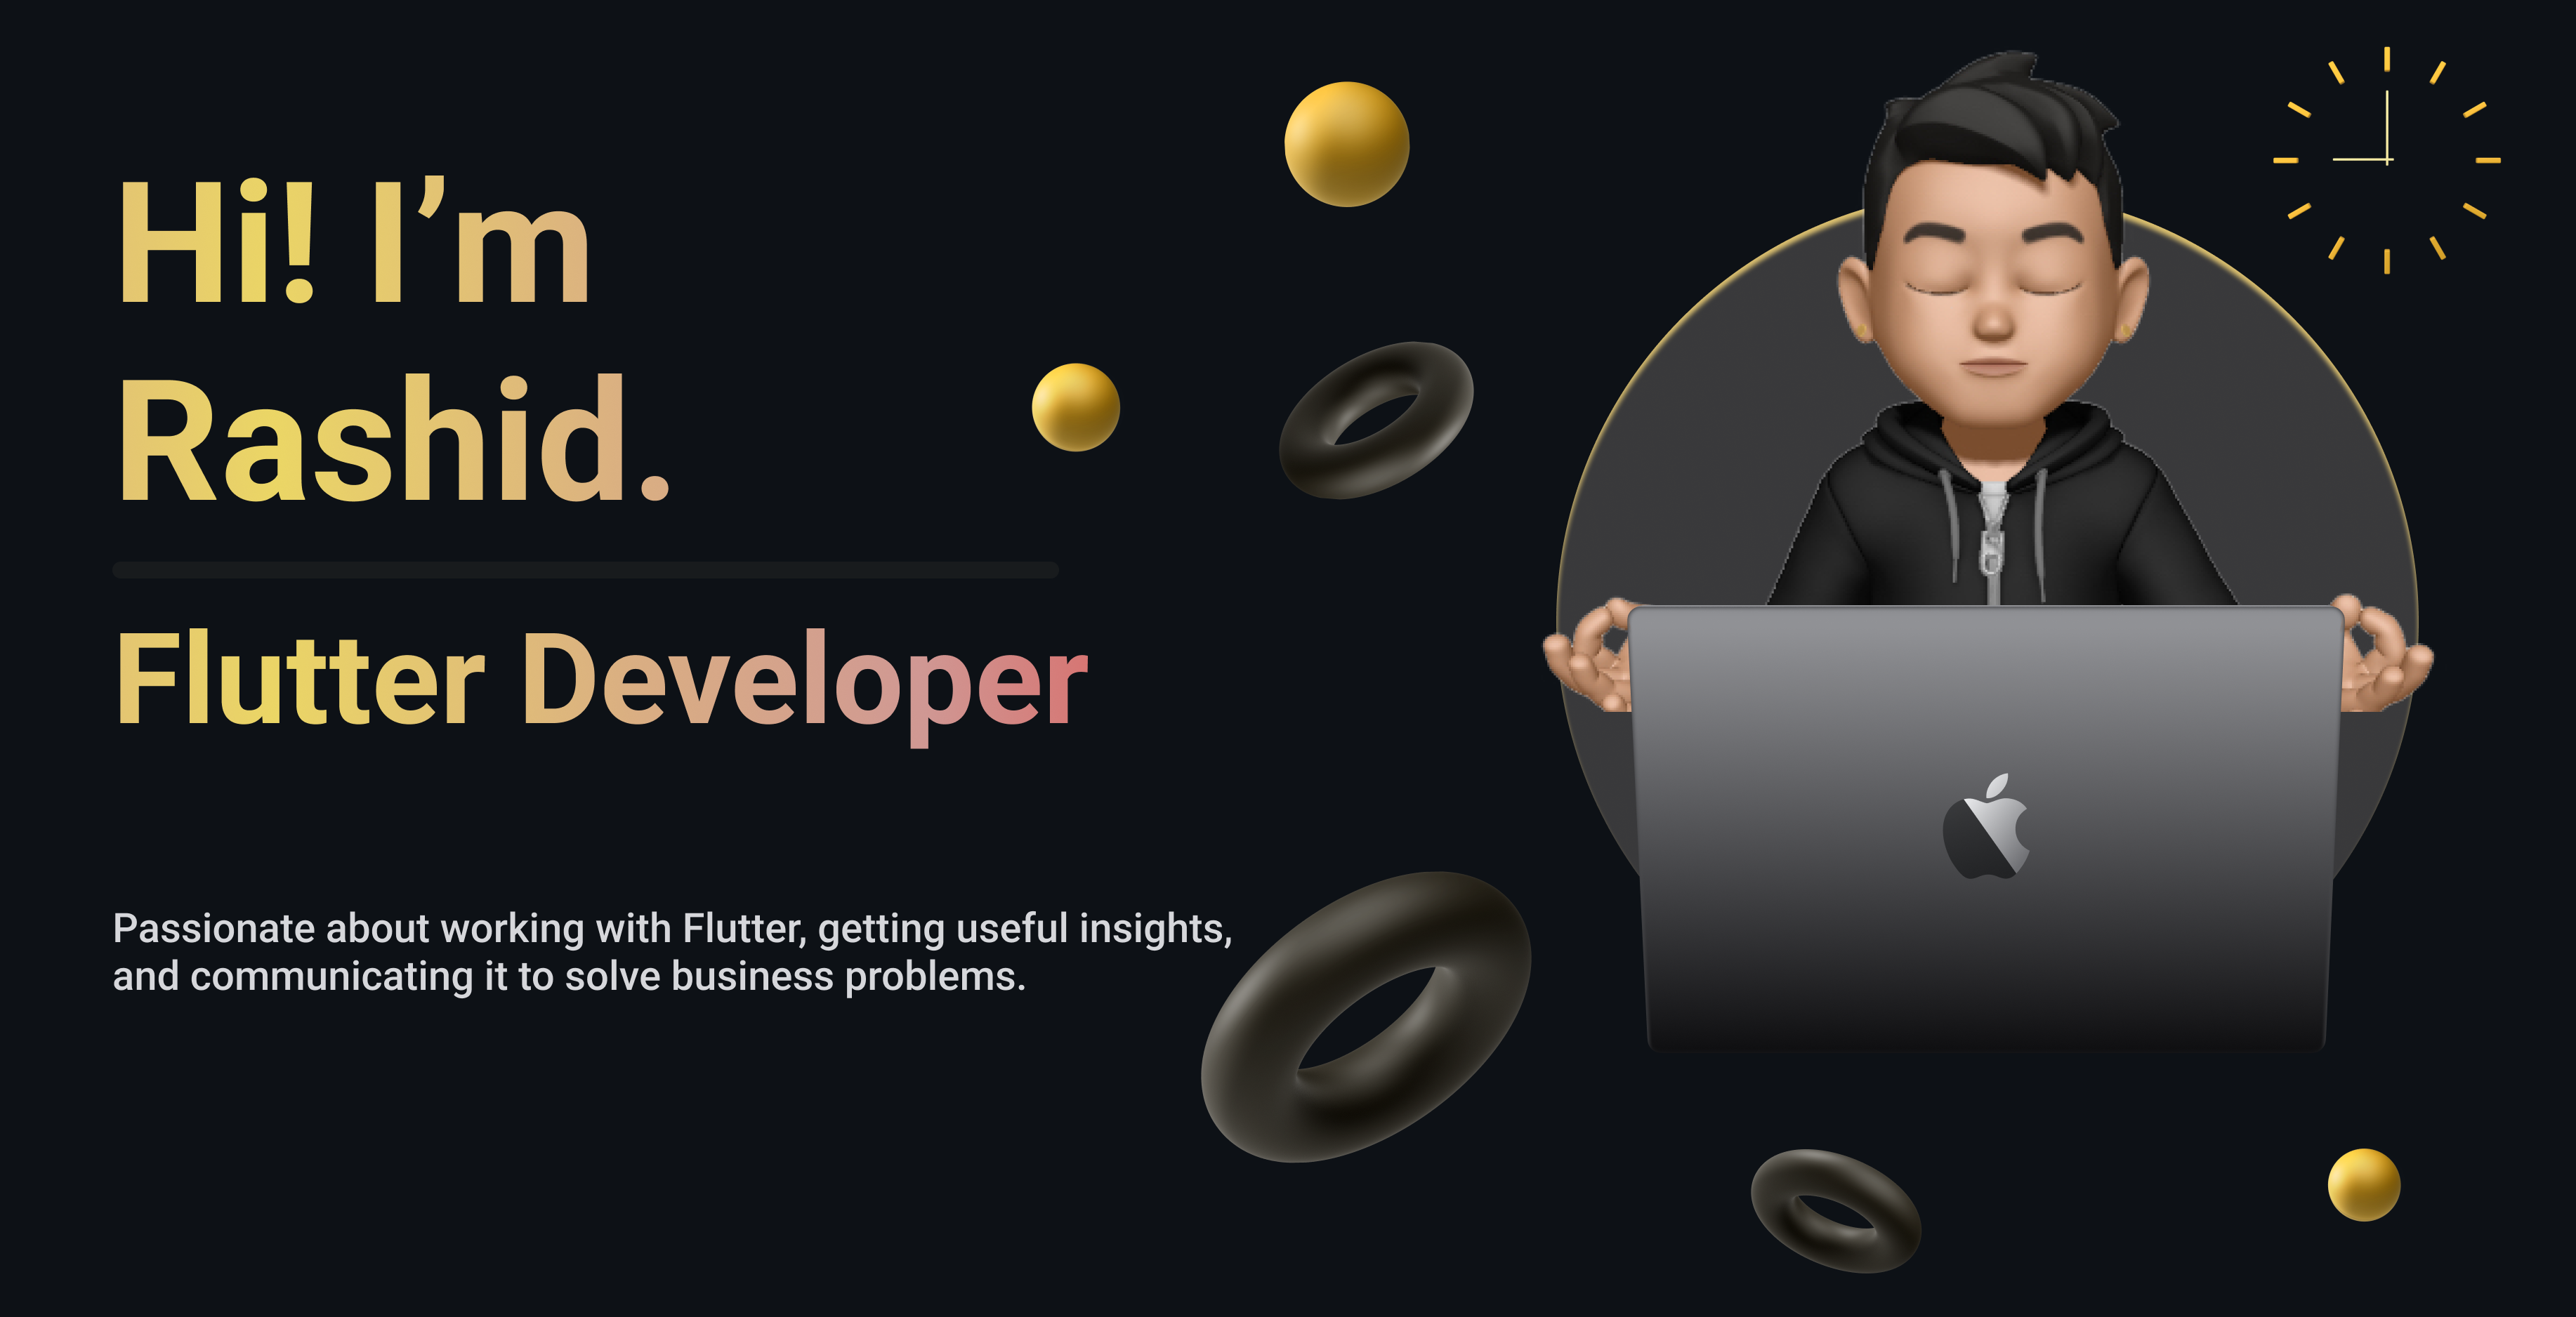 Hi! I’m
Rashid.
Flutter Developer
Passionate about working with Flutter, getting useful insights,
and communicating it to solve business problems.